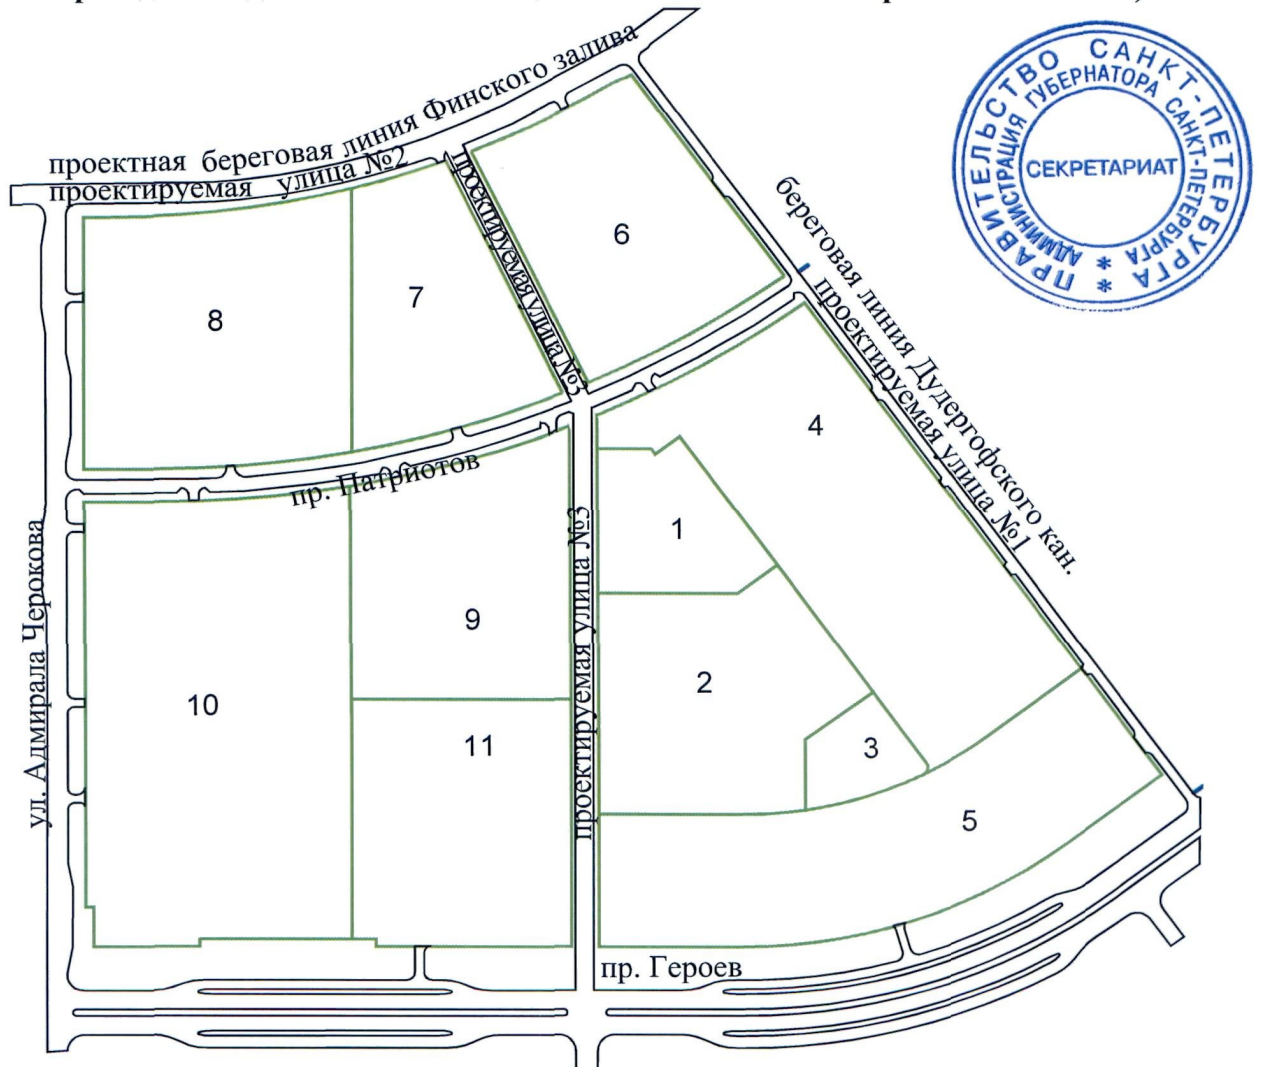 проектная береговая линия Финского залива
проектируемая улица №2
проектируемая улица №3
ПРАВИТЕЛЬСТВО САНКТ-ПЕТЕРБУРГА *
АДМИНИСТРАЦИЯ ГУБЕРНАТОРА САНКТ-ПЕТЕРБУРГА *
СЕКРЕТАРИАТ
береговая линия Дудергофского кан.
проектируемая улица №1
6
7
8
4
пр. Патриотов
1
ул. Адмирала Черокова
проектируемая улица №3
9
2
10
11
3
5
пр. Героев